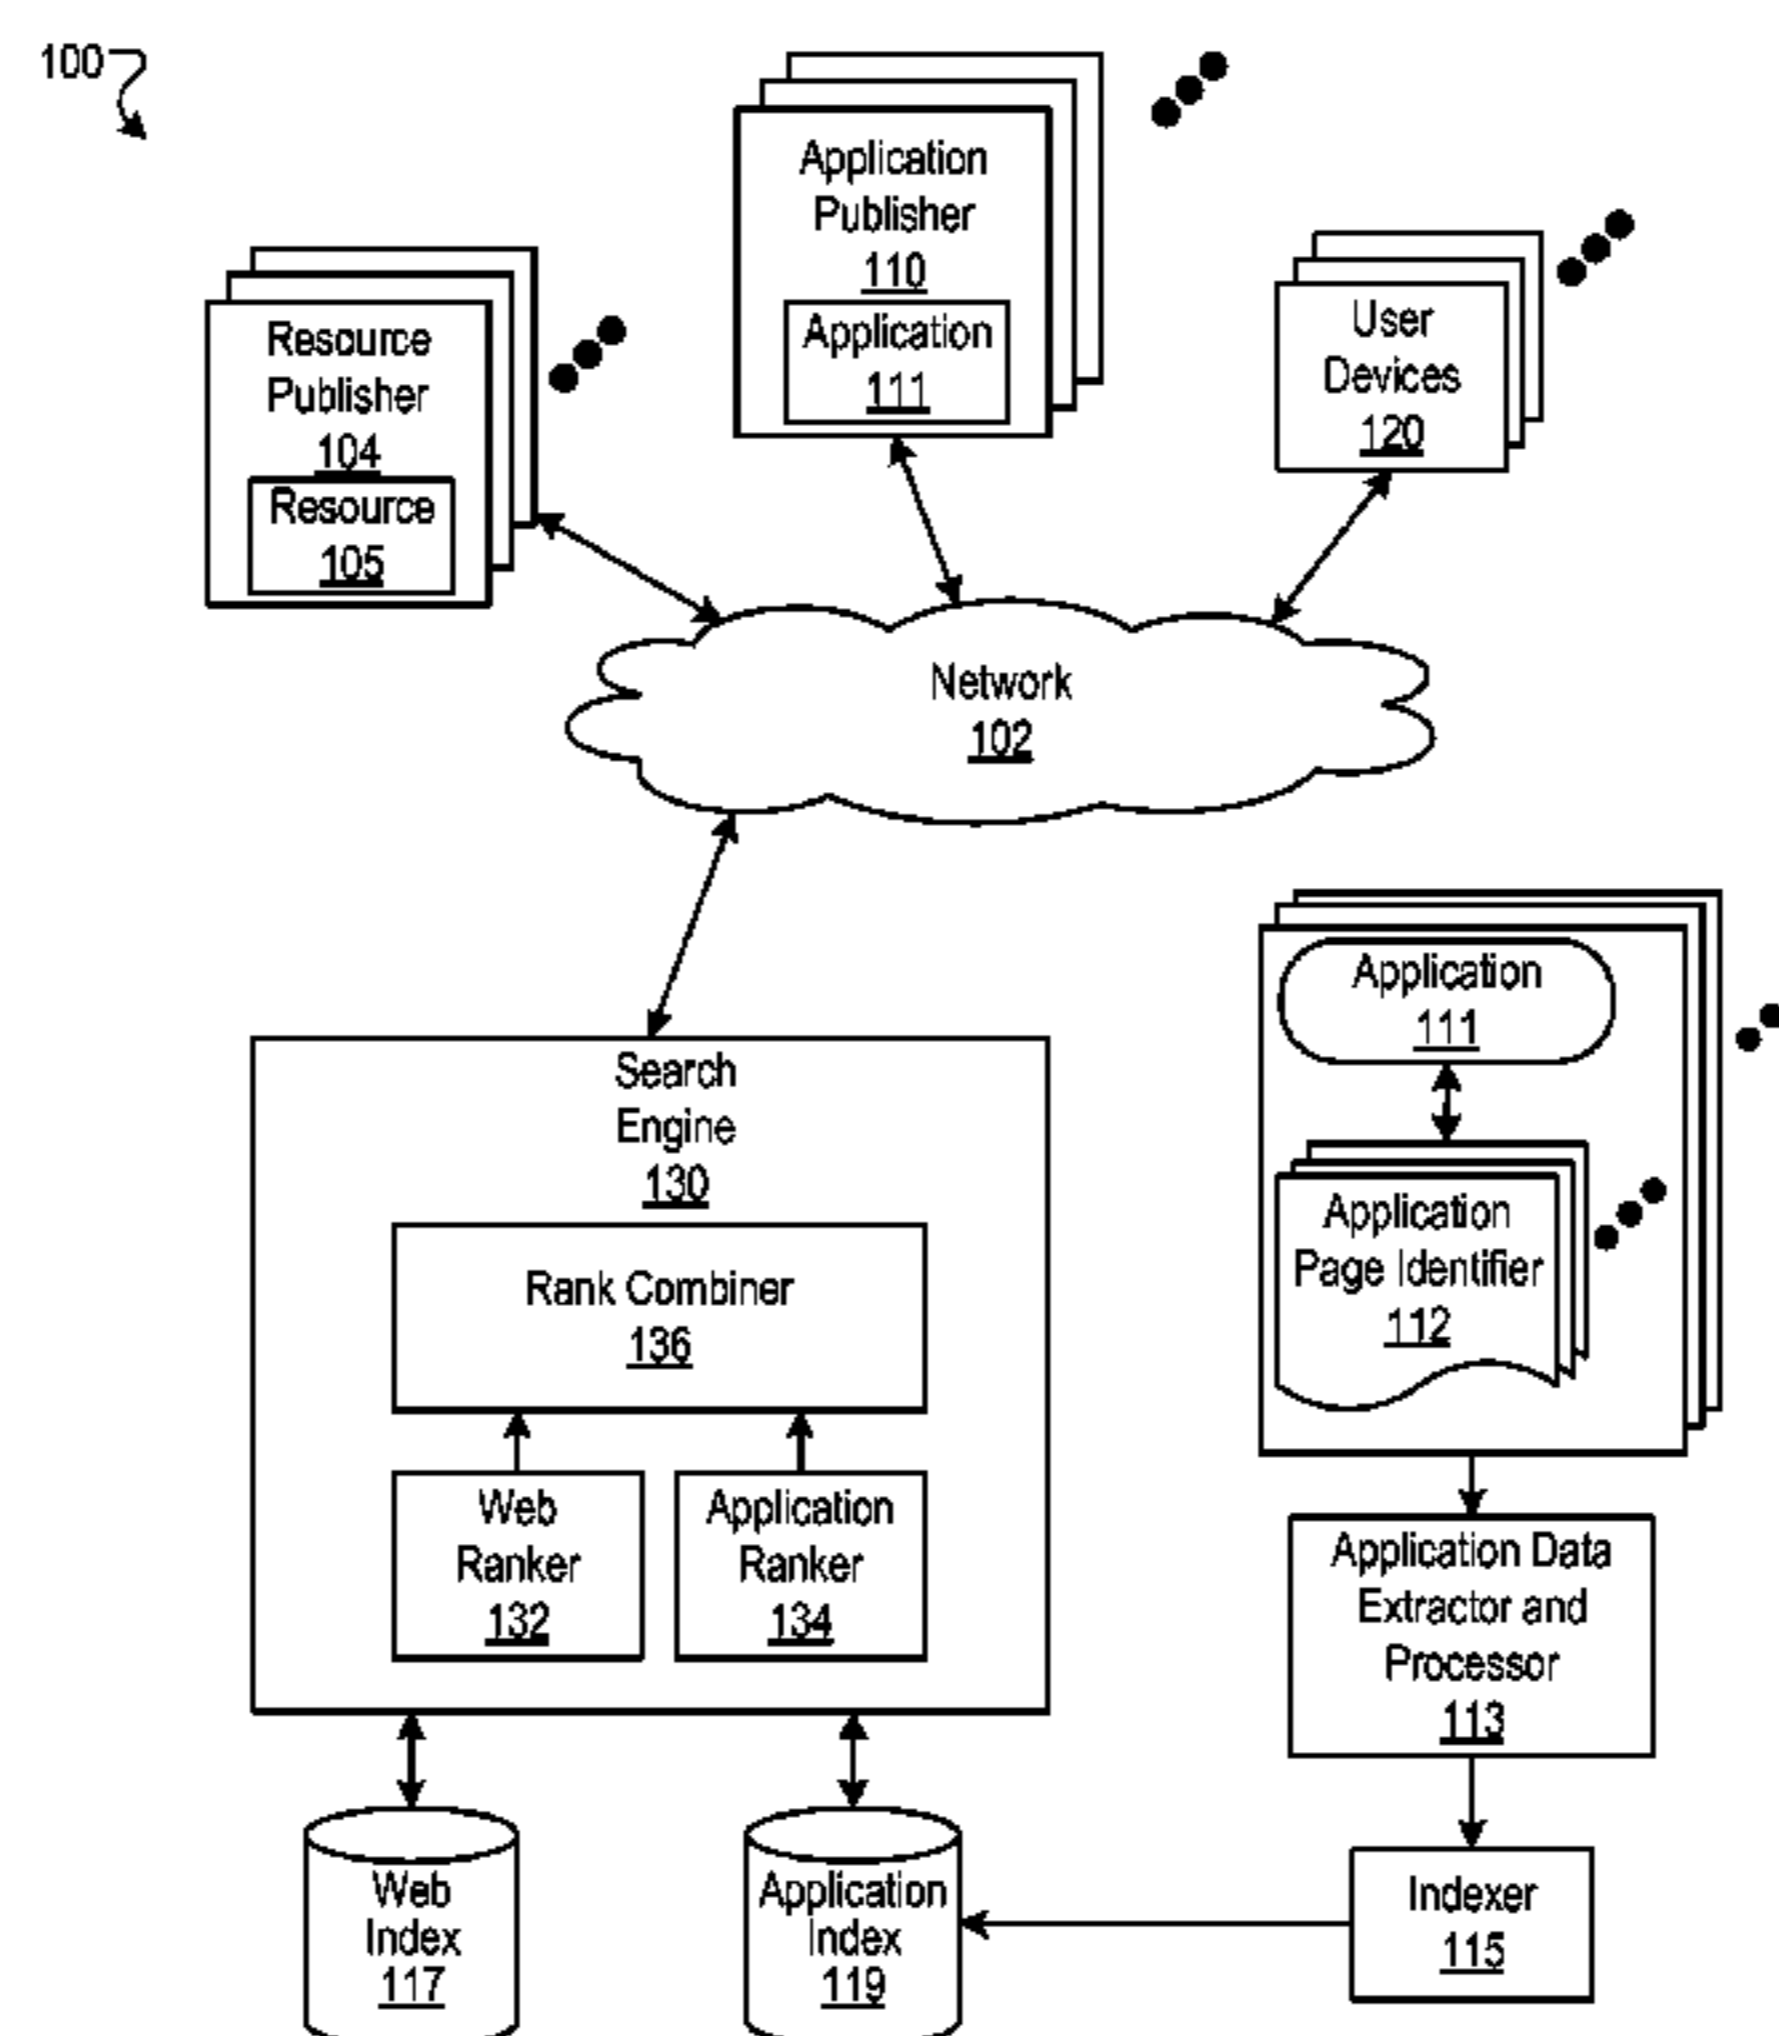 100
Application
Publisher
110
Application
111
User
Devices
120
Resource
Publisher
104
Resource
105
Network
102
Search
Engine
130
Rank Combiner
136
Web
Ranker
132
Application
Ranker
134
Application
111
Application
Page Identifier
112
Application Data
Extractor and
Processor
113
Web
Index
117
Application
Index
119
Indexer
115